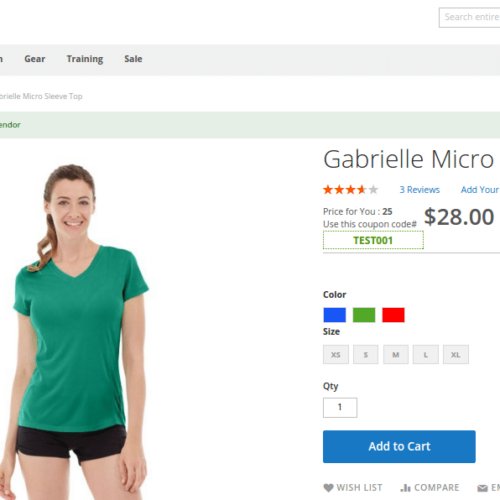 Search entire
Gear Training Sale
brielle Micro Sleeve Top
endor
Gabrielle Micro
3 Reviews Add Your
Price for You : 25
$28.00
Use this coupon code#
TEST001
Color
Size
XS S M L XL
Qty
1
Add to Cart
WISH LIST COMPARE EM